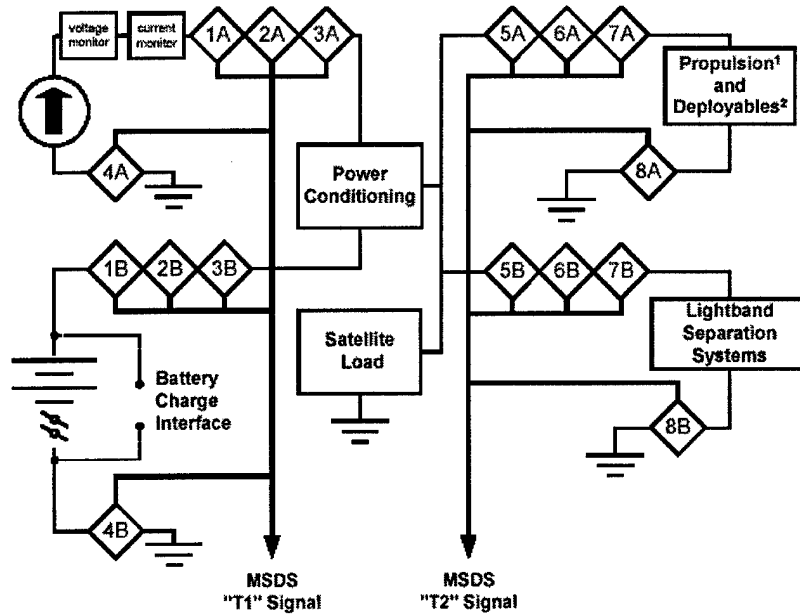 voltage
monitor
current
monitor
1A 2A 3A
5A 6A 7A
Propulsion¹
and
Deployables²
4A
Power
Conditioning
8A
1B 2B 3B
5B 6B 7B
Satellite
Load
Lightband
Separation
Systems
Battery
Charge
Interface
8B
4B
MSDS
"T1" Signal
MSDS
"T2" Signal